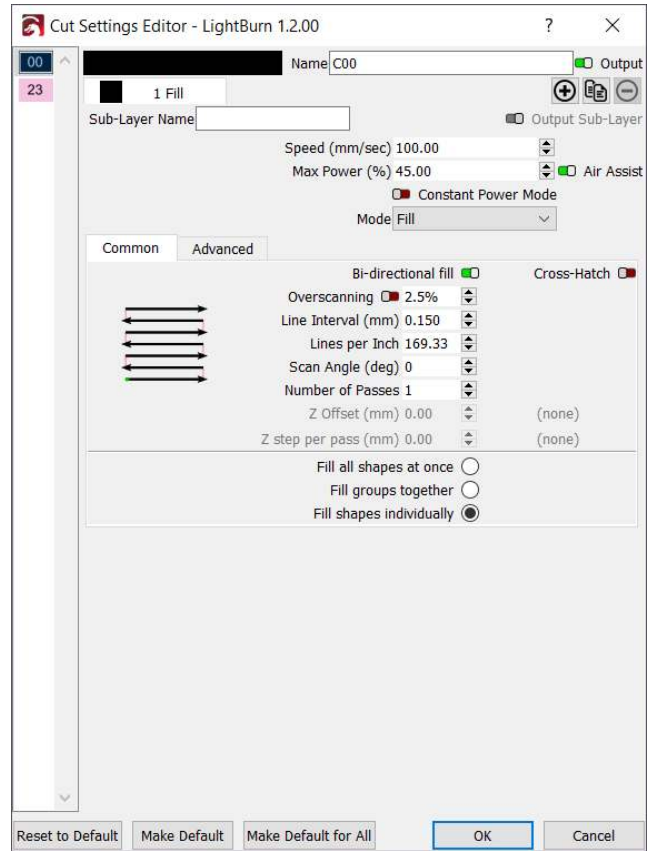 Cut Settings Editor - LightBurn 1.2.00 ? ×
00 Name C00 Output
23 1 Fill
Sub-Layer Name Output Sub-Layer
Speed (mm/sec) 100.00
Max Power (%) 45.00 Air Assist
Constant Power Mode
Mode Fill
Common Advanced
Bi-directional fill Cross-Hatch
Overscanning 2.5%
Line Interval (mm) 0.150
Lines per Inch 169.33
Scan Angle (deg) 0
Number of Passes 1
Z Offset (mm) 0.00 (none)
Z step per pass (mm) 0.00 (none)
Fill all shapes at once
Fill groups together
Fill shapes individually
Reset to Default Make Default Make Default for All OK Cancel